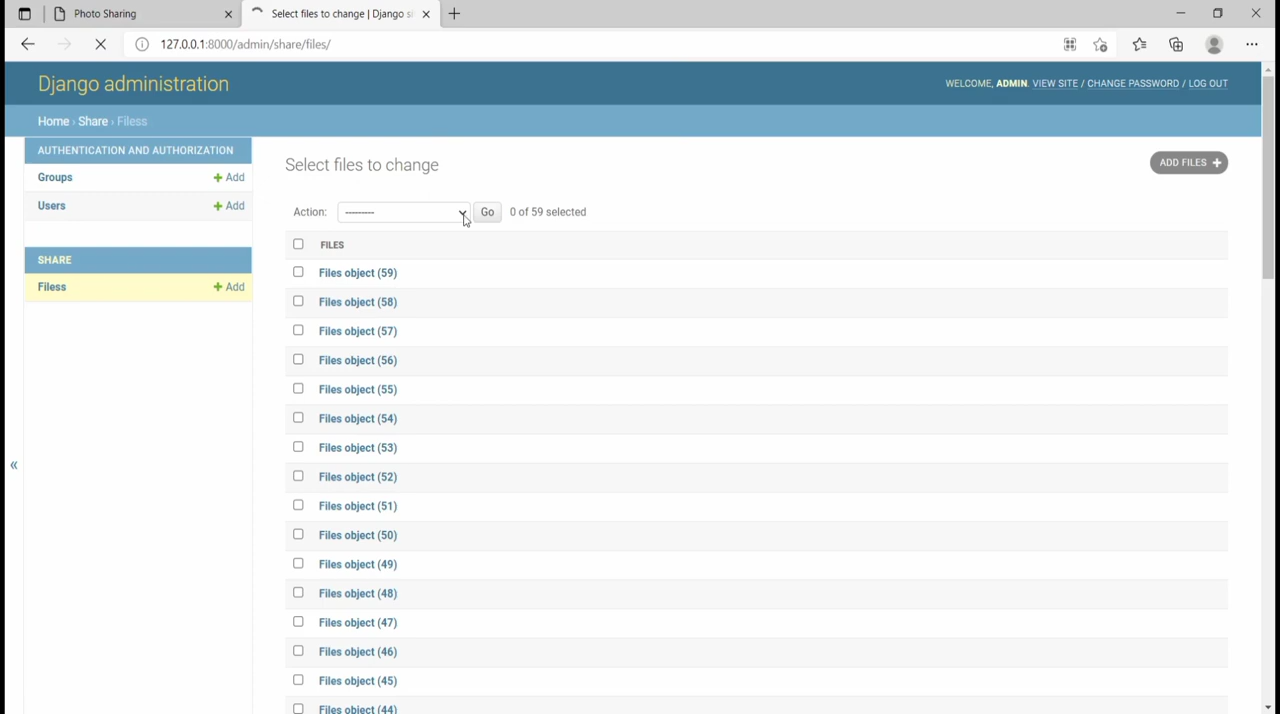 Photo Sharing
Select files to change | Django s
127.0.0.1:8000/admin/share/files/
Django administration
WELCOME, ADMIN. VIEW SITE / CHANGE PASSWORD / LOG OUT
Home › Share › Filess
AUTHENTICATION AND AUTHORIZATION
Groups + Add
Users + Add
SHARE
Filess + Add
«
Select files to change
ADD FILES +
Action: --------- Go 0 of 59 selected
FILES
Files object (59)
Files object (58)
Files object (57)
Files object (56)
Files object (55)
Files object (54)
Files object (53)
Files object (52)
Files object (51)
Files object (50)
Files object (49)
Files object (48)
Files object (47)
Files object (46)
Files object (45)
Files object (44)